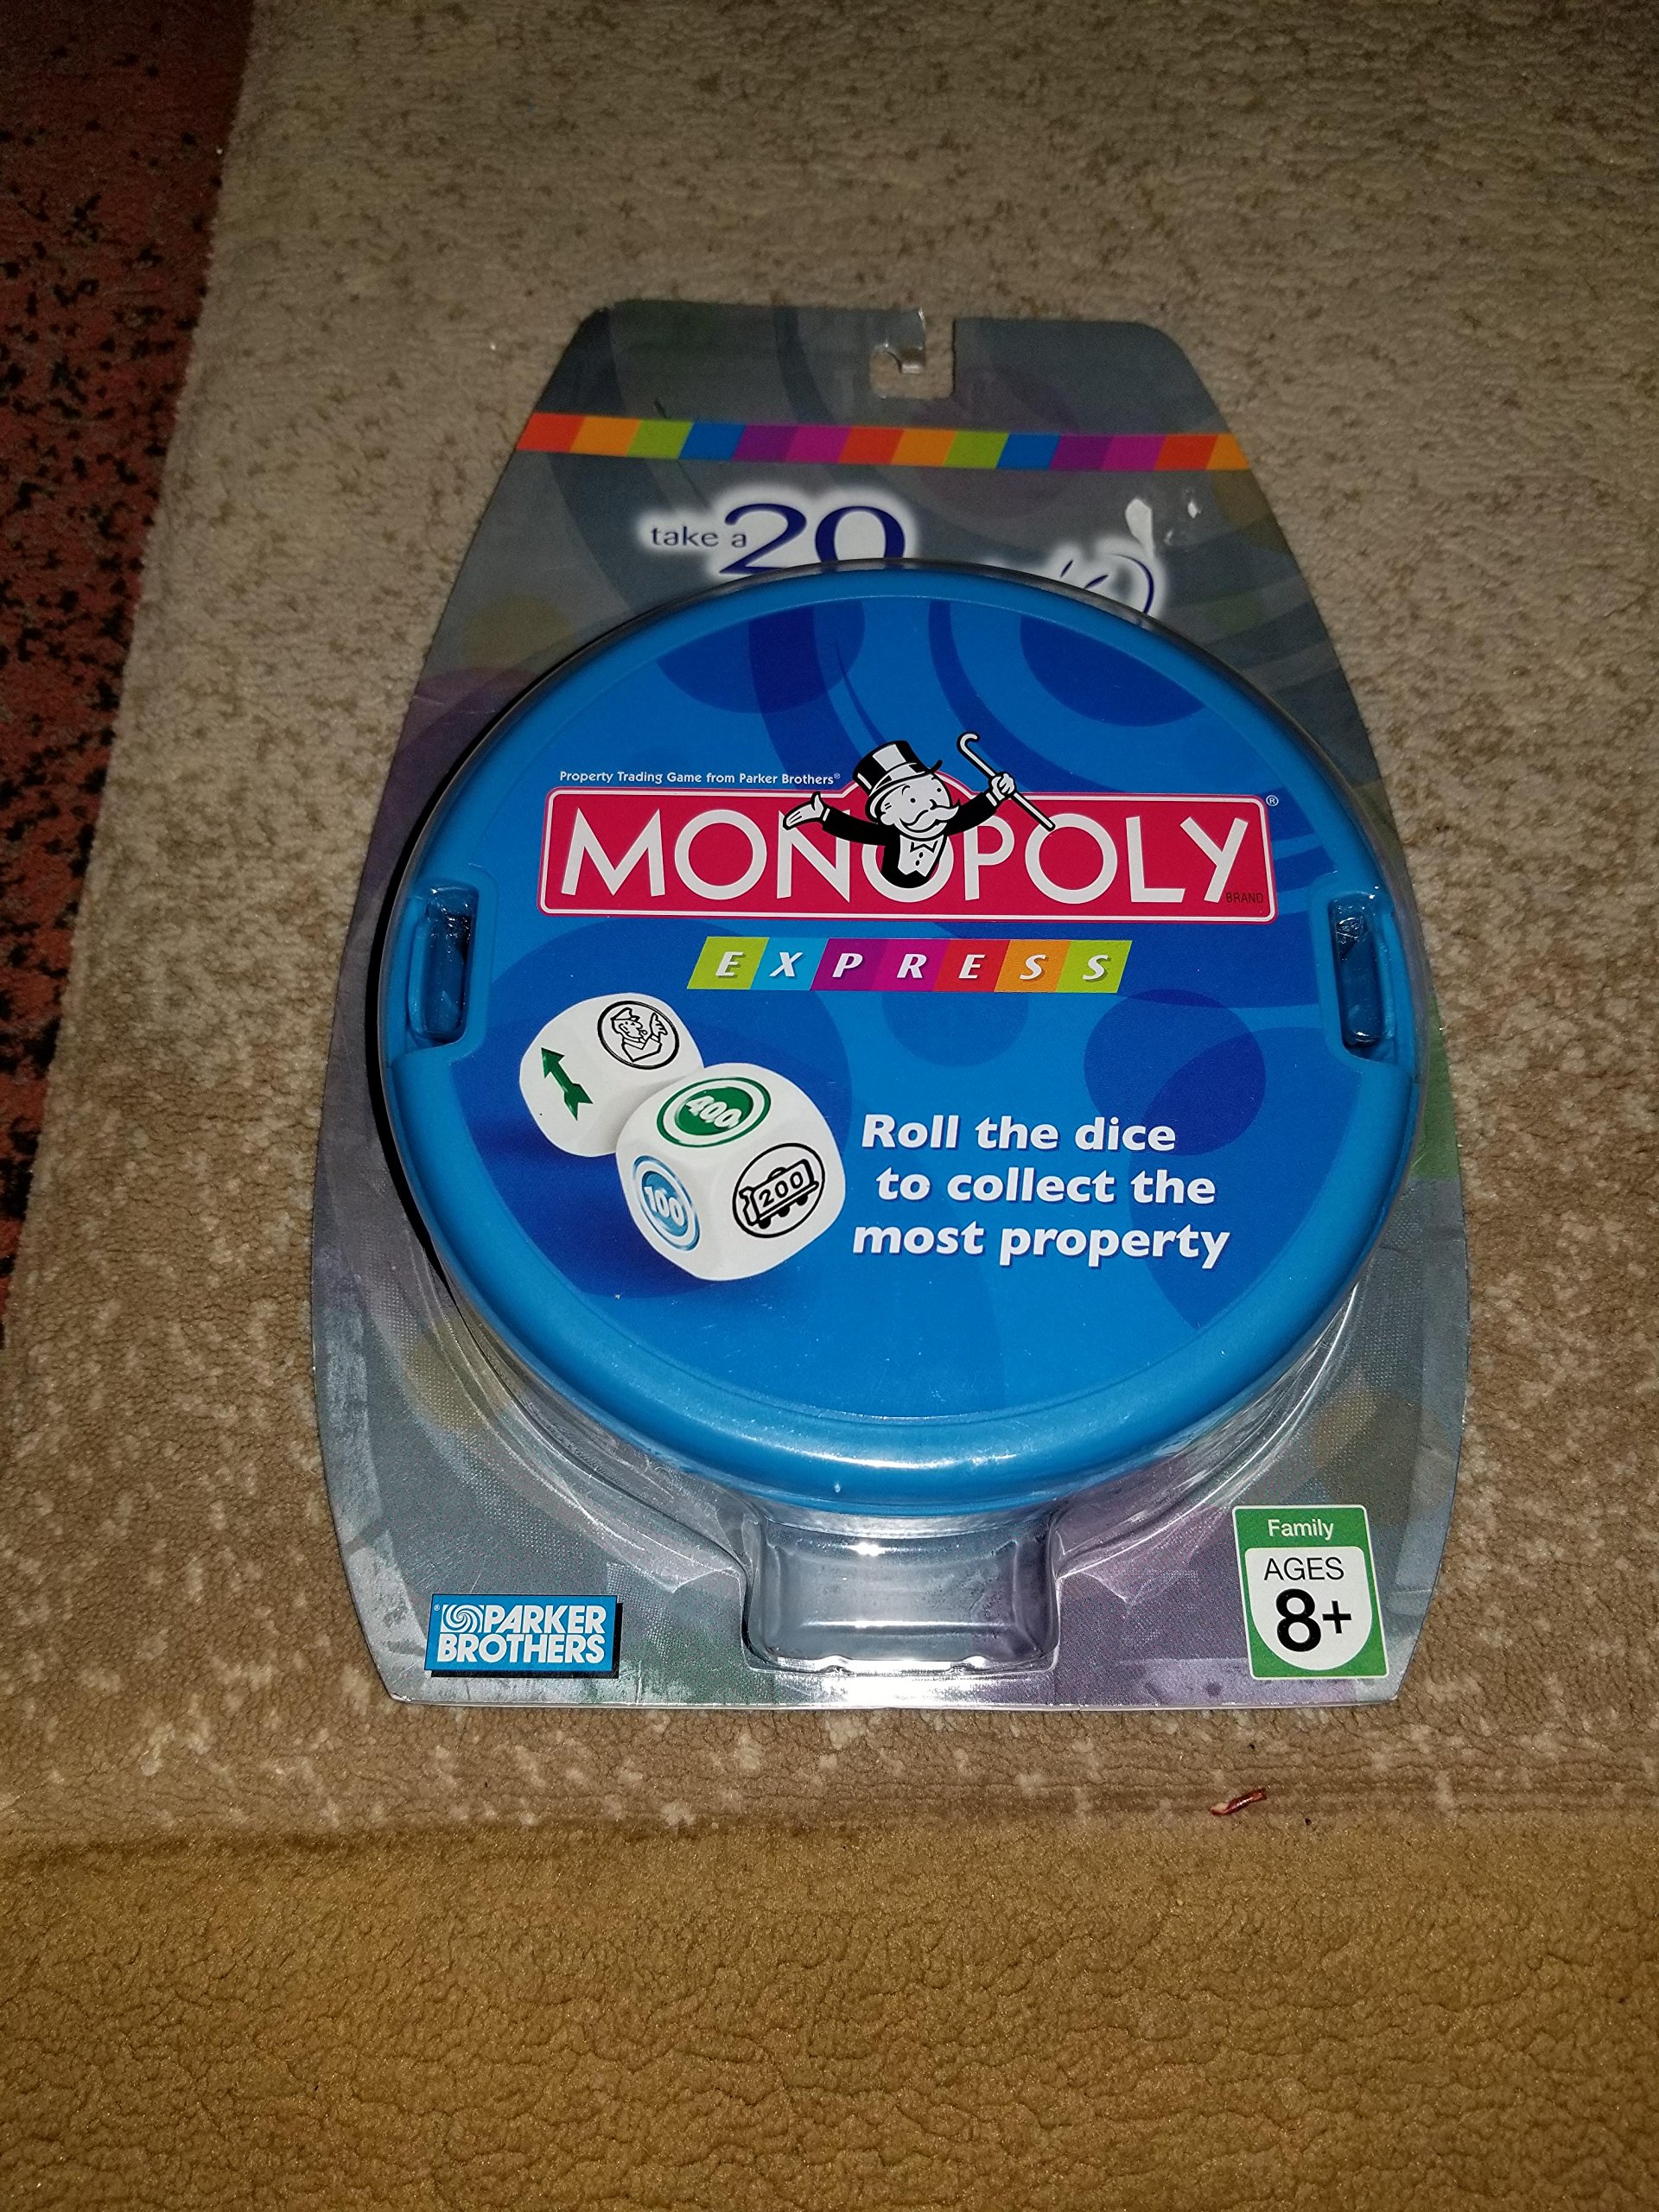 take a 20
Property Trading Game from Parker Brothers®
MONOPOLY®
BRAND
EXPRESS
400
100
200
Roll the dice
to collect the
most property
Family
AGES
8+
®PARKER
BROTHERS